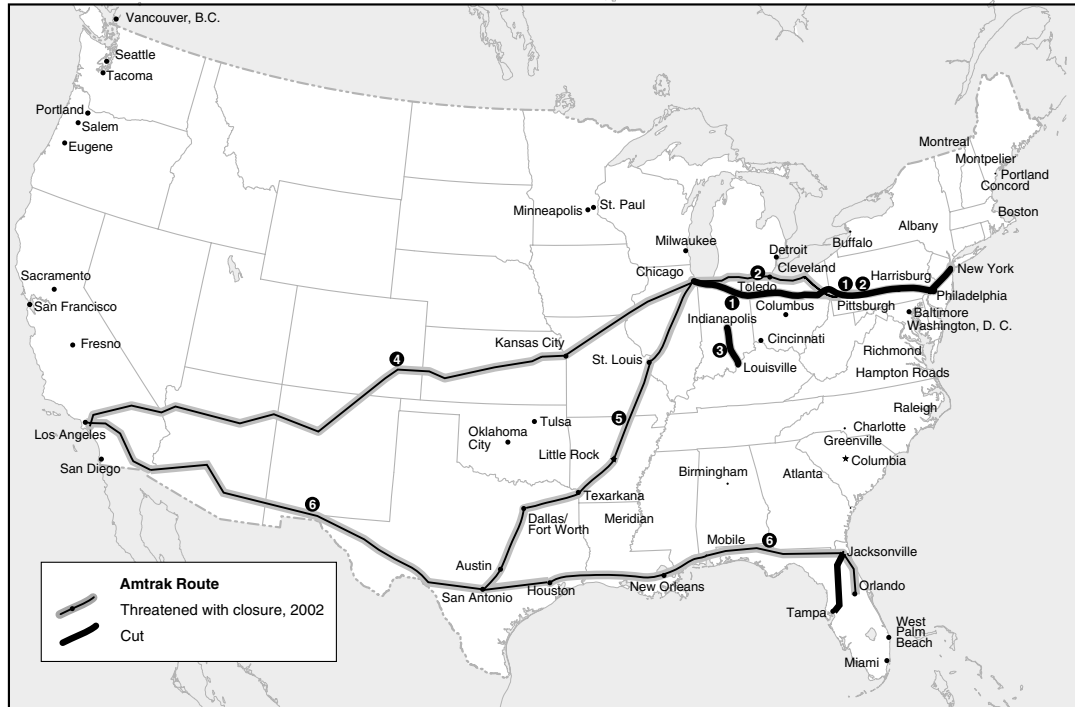 Vancouver, B.C.
Seattle
Tacoma
Portland
Salem
Eugene
Montreal
Montpelier
Portland
Concord
Minneapolis
St. Paul
Boston
Albany
Buffalo
Milwaukee
Detroit
Chicago
2
Cleveland
1 2
Harrisburg
New York
Sacramento
Toledo
Philadelphia
San Francisco
1
Pittsburgh
Columbus
Baltimore
Indianapolis
Washington, D. C.
Fresno
Kansas City
Cincinnati
3
Richmond
4
St. Louis
Louisville
Hampton Roads
Raleigh
5
Tulsa
Charlotte
Los Angeles
Oklahoma
City
Greenville
Little Rock
Columbia
San Diego
Birmingham
Atlanta
Texarkana
6
Dallas/
Fort Worth
Meridian
Mobile
6
Jacksonville
Austin
San Antonio
Houston
New Orleans
Orlando
Tampa
West
Palm
Beach
Miami
Amtrak Route
Threatened with closure, 2002
Cut